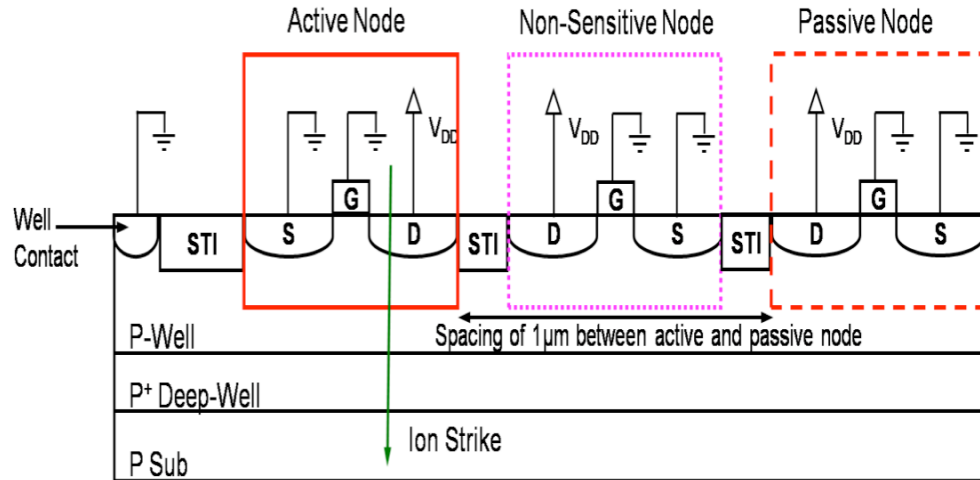 Active Node
Non-Sensitive Node
Passive Node
VDD
VDD
VDD
G
G
G
Well
Contact
STI
S
D
STI
D
S
STI
D
S
Spacing of 1µm between active and passive node
P-Well
P+ Deep-Well
Ion Strike
P Sub